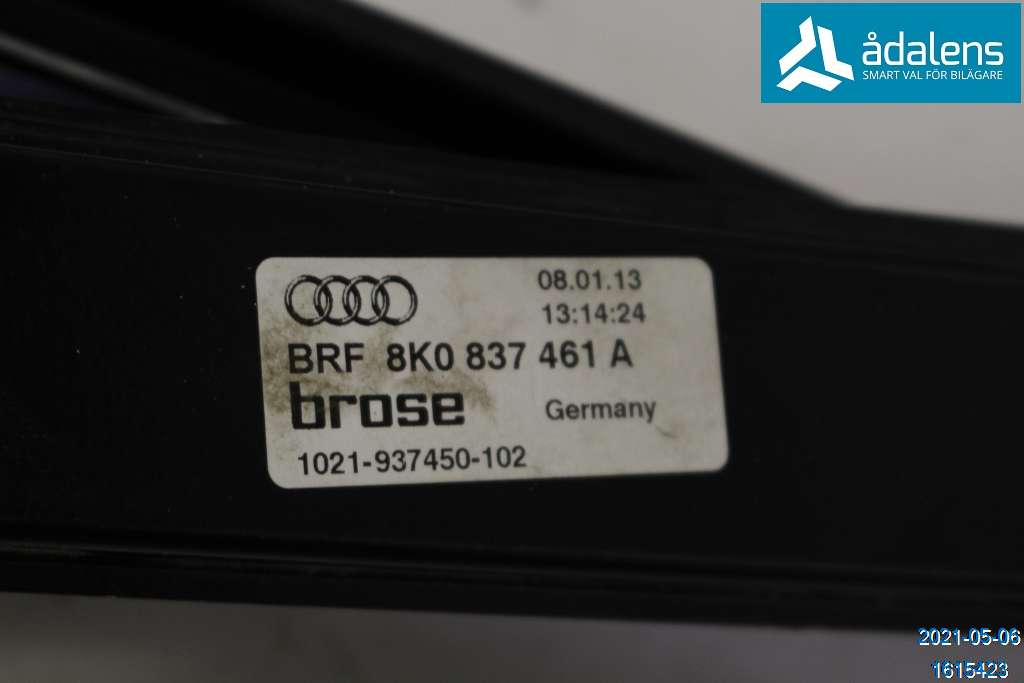 ådalens
SMART VAL FÖR BILÄGARE
08.01.13
13:14:24
BRF 8K0 837 461 A
brose Germany
1021-937450-102
2021-05-06
1615423